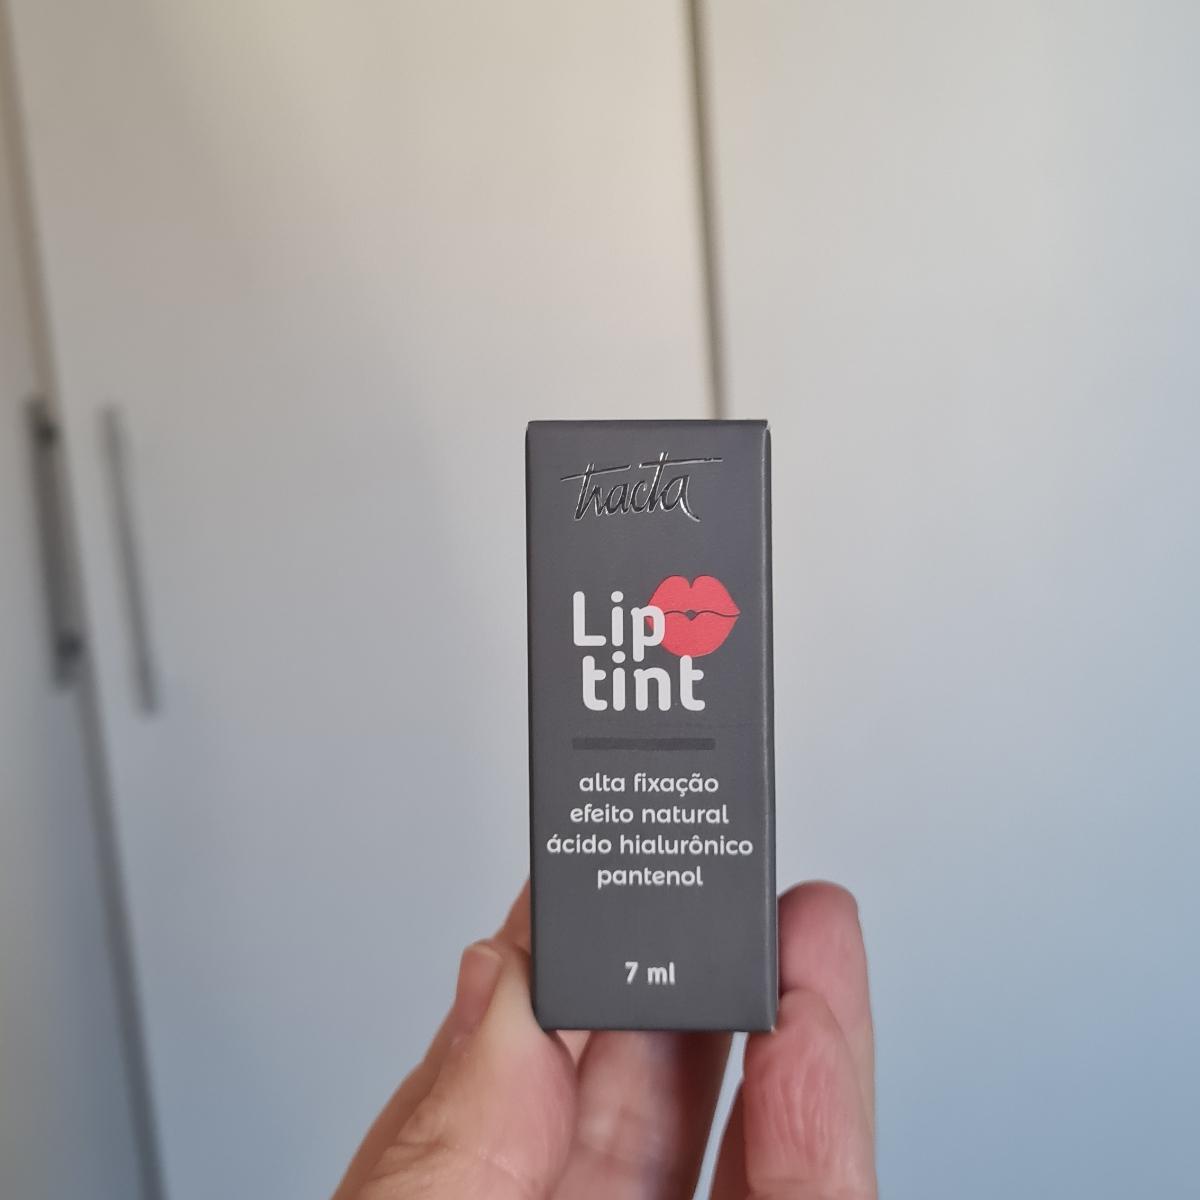 tracta
Lip
tint
alta fixação
efeito natural
ácido hialurônico
pantenol
7 ml